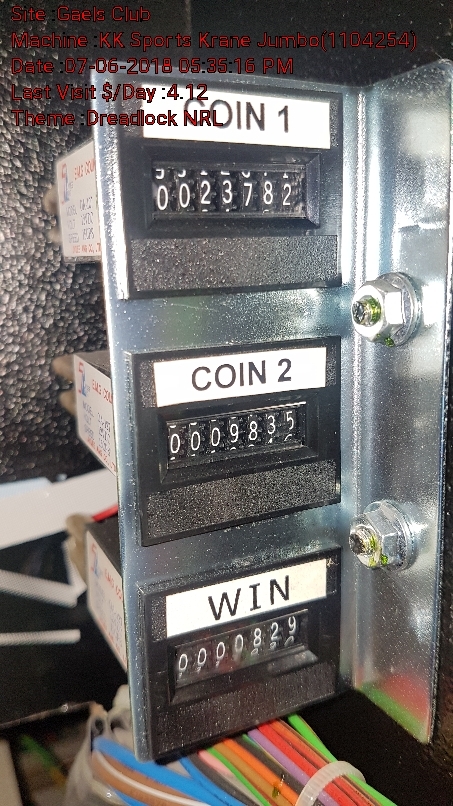 Site :Gaels Club
Machine :KK Sports Krane Jumbo(1104254)
Date :07-06-2018 05:35:16 PM
Last Visit $/Day :4.12
Theme :Dreadlock NRL
COIN 1
0023782
COIN 2
0009835
WIN
0000829